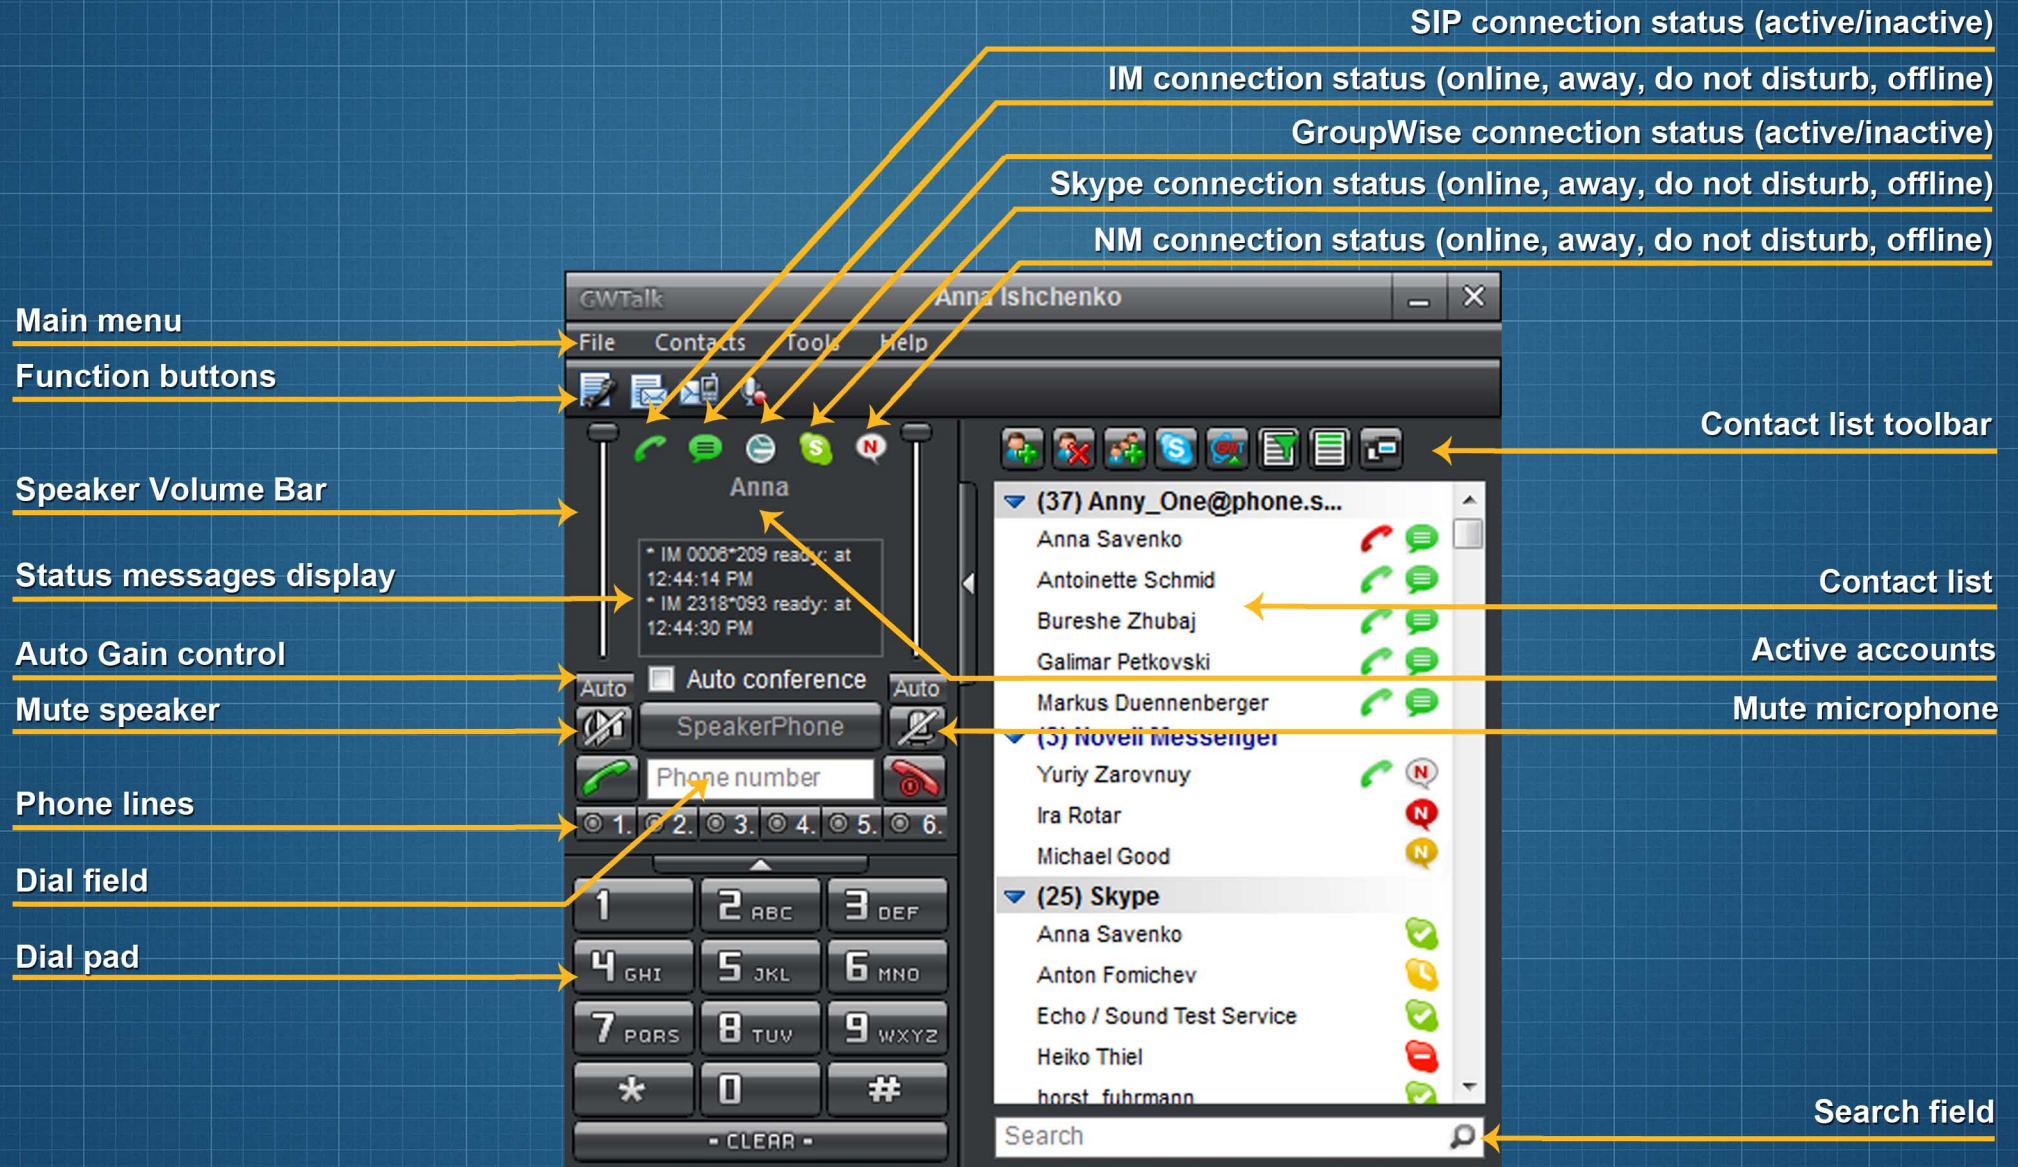 SIP connection status (active/inactive)
IM connection status (online, away, do not disturb, offline)
GroupWise connection status (active/inactive)
Skype connection status (online, away, do not disturb, offline)
NM connection status (online, away, do not disturb, offline)
Main menu
Function buttons
Speaker Volume Bar
Status messages display
Auto Gain control
Mute speaker
Phone lines
Dial field
Dial pad
GWTalk
Anna Ishchenko
File Contacts Tools Help
S N
Anna
* IM 0006*209 ready: at
12:44:14 PM
* IM 2318*093 ready: at
12:44:30 PM
Auto Auto conference Auto
SpeakerPhone
Phone number
1. 2. 3. 4. 5. 6.
1 2 ABC 3 DEF
4 GHI 5 JKL 6 MNO
7 PQRS 8 TUV 9 WXYZ
* 0 #
- CLEAR -
S GWT
(37) Anny_One@phone.s...
Anna Savenko
Antoinette Schmid
Bureshe Zhubaj
Galimar Petkovski
Markus Duennenberger
(3) Novell Messenger
Yuriy Zarovnuy N
Ira Rotar N
Michael Good N
(25) Skype
Anna Savenko
Anton Fomichev
Echo / Sound Test Service
Heiko Thiel
horst_fuhrmann
Search
Contact list toolbar
Contact list
Active accounts
Mute microphone
Search field